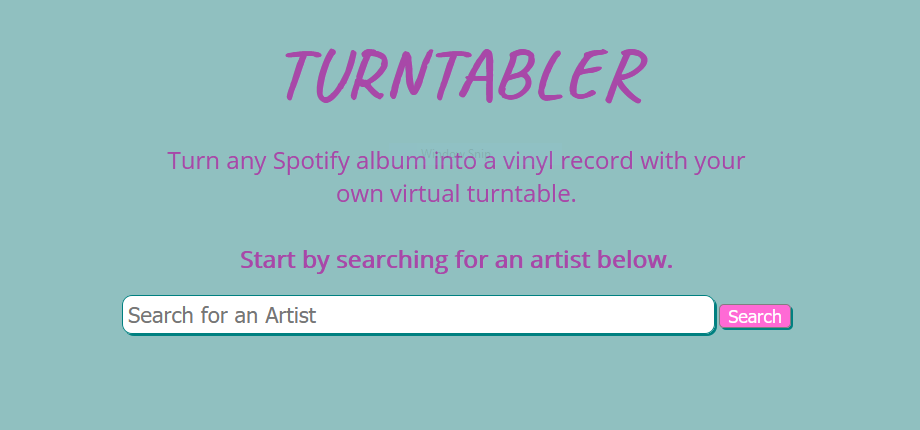 TURNTABLER
Turn any Spotify album into a vinyl record with your
own virtual turntable.
Start by searching for an artist below.
Search for an Artist
Search